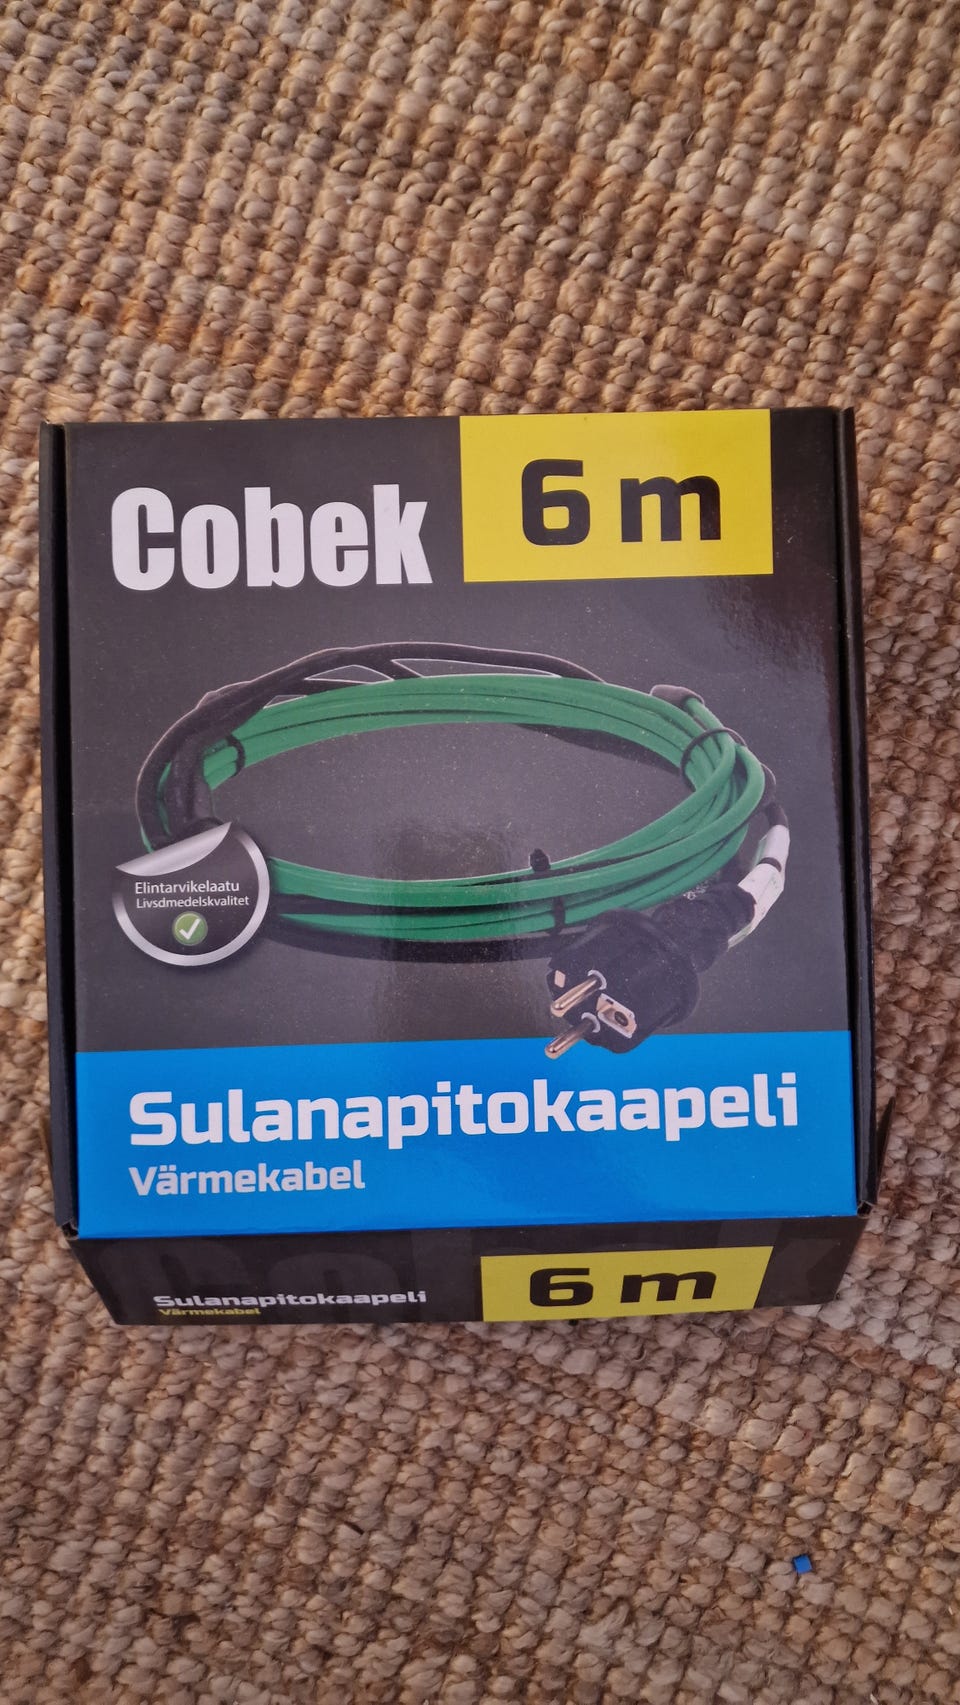 Cobek
6 m
Elintarvikelaatu
Livsdmedelskvalitet
Sulanapitokaapeli
Värmekabel
Sulanapitokaapeli
Värmekabel
6 m